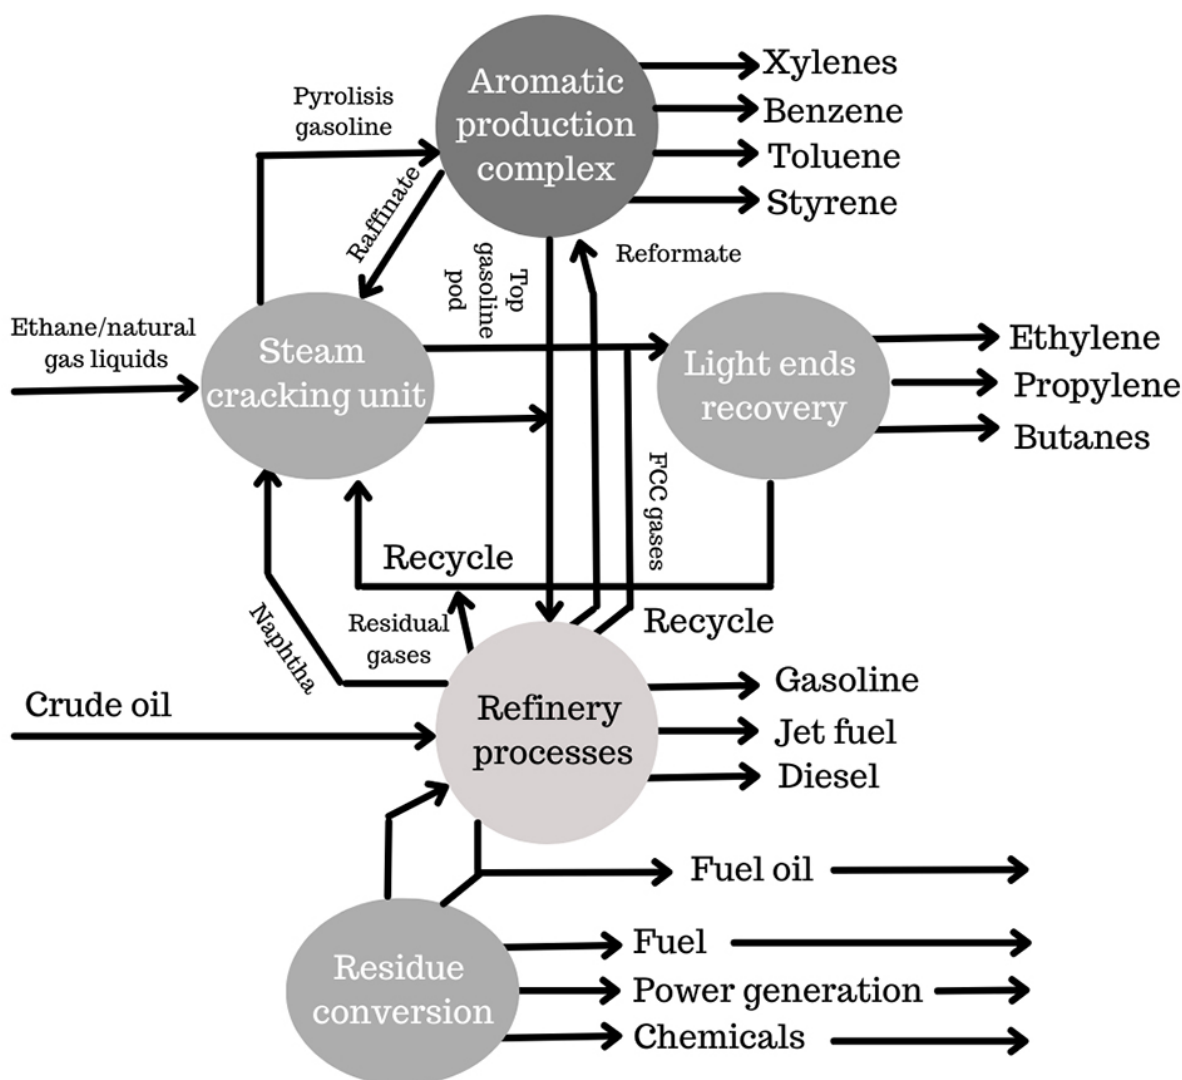 Aromatic
production
complex
Xylenes
Benzene
Toluene
Styrene
Pyrolisis
gasoline
Raffinate
Top
gasoline
pod
Reformate
Ethane/natural
gas liquids
Steam
cracking unit
Light ends
recovery
Ethylene
Propylene
Butanes
FCC gases
Recycle
Naphtha
Residual
gases
Recycle
Crude oil
Refinery
processes
Gasoline
Jet fuel
Diesel
Fuel oil
Residue
conversion
Fuel
Power generation
Chemicals